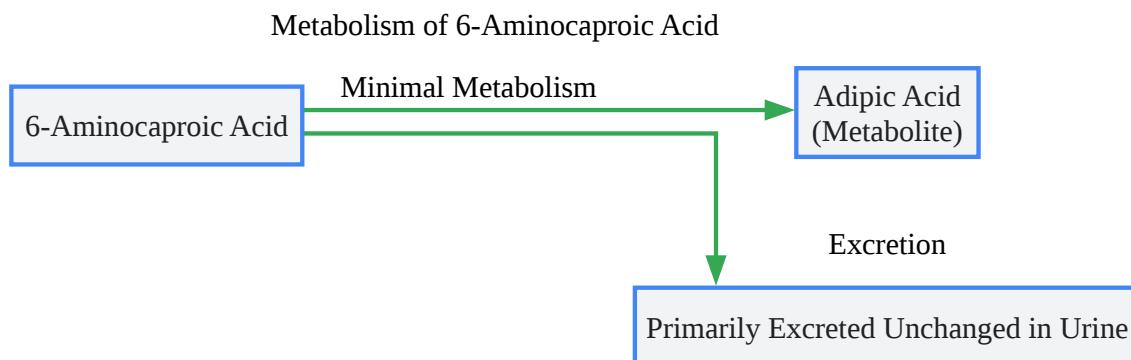 Metabolism of 6-Aminocaproic Acid
Minimal Metabolism
6-Aminocaproic Acid
Adipic Acid
(Metabolite)
Excretion
Primarily Excreted Unchanged in Urine